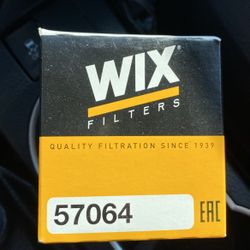 WIX
FILTERS
QUALITY FILTRATION SINCE 1939
57064
EAC